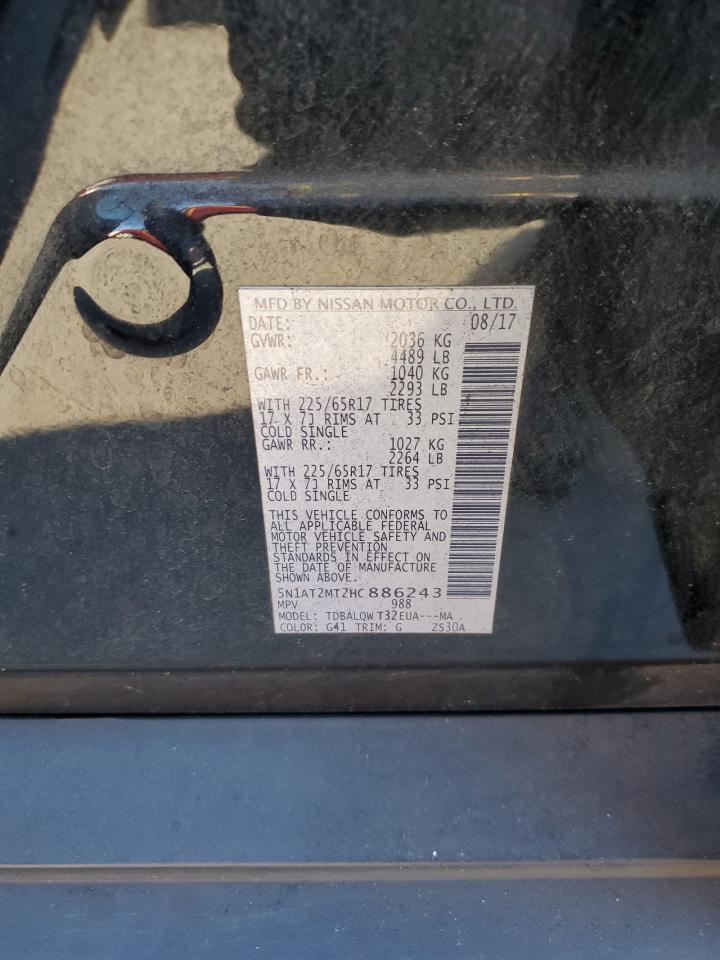 MFD BY NISSAN MOTOR CO., LTD.
DATE: 08/17
GVWR: 2036 KG
4489 LB
GAWR FR.: 1040 KG
2293 LB
WITH 225/65R17 TIRES
17 X 7J RIMS AT 33 PSI
COLD SINGLE
GAWR RR.: 1027 KG
2264 LB
WITH 225/65R17 TIRES
17 X 7J RIMS AT 33 PSI
COLD SINGLE
THIS VEHICLE CONFORMS TO
ALL APPLICABLE FEDERAL
MOTOR VEHICLE SAFETY AND
THEFT PREVENTION
STANDARDS IN EFFECT ON
THE DATE OF MANUFACTURE
SHOWN ABOVE.
5N1AT2MT2HC886243
MPV 988
MODEL: TDBALQWT32EUA---MA
COLOR: G41 TRIM: G ZS30A